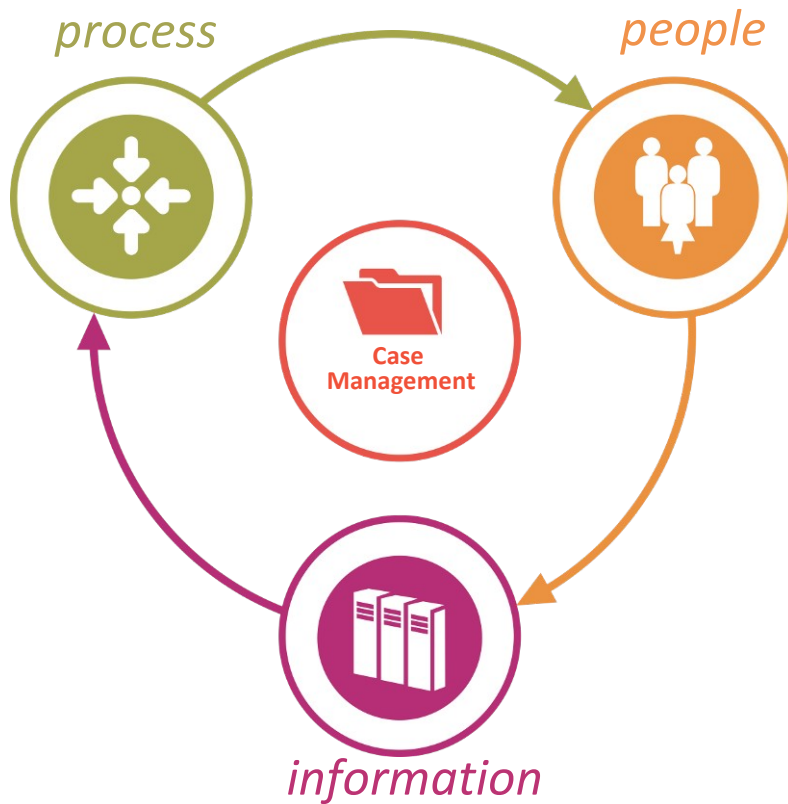 process
people
Case
Management
information